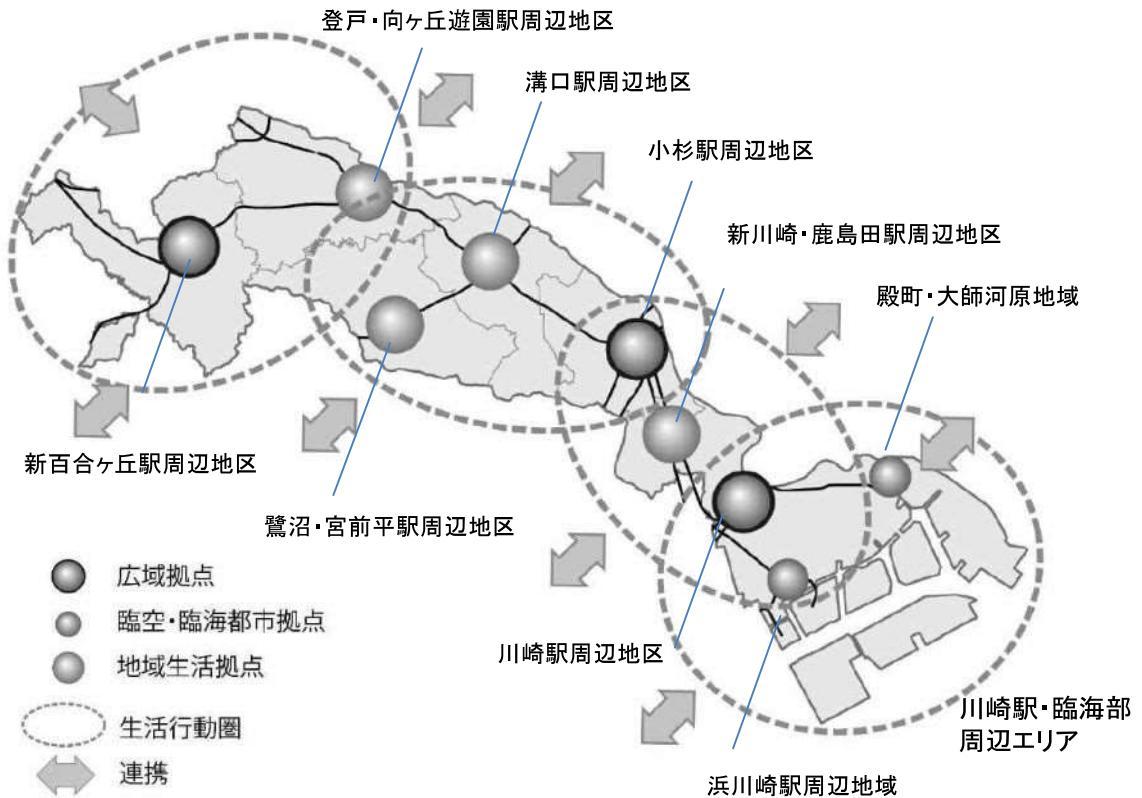 登戸・向ヶ丘遊園駅周辺地区
溝口駅周辺地区
小杉駅周辺地区
新川崎・鹿島田駅周辺地区
殿町・大師河原地域
新百合ヶ丘駅周辺地区
鷺沼・宮前平駅周辺地区
広域拠点
臨空・臨海都市拠点
地域生活拠点
生活行動圏
連携
川崎駅周辺地区
川崎駅・臨海部
周辺エリア
浜川崎駅周辺地域